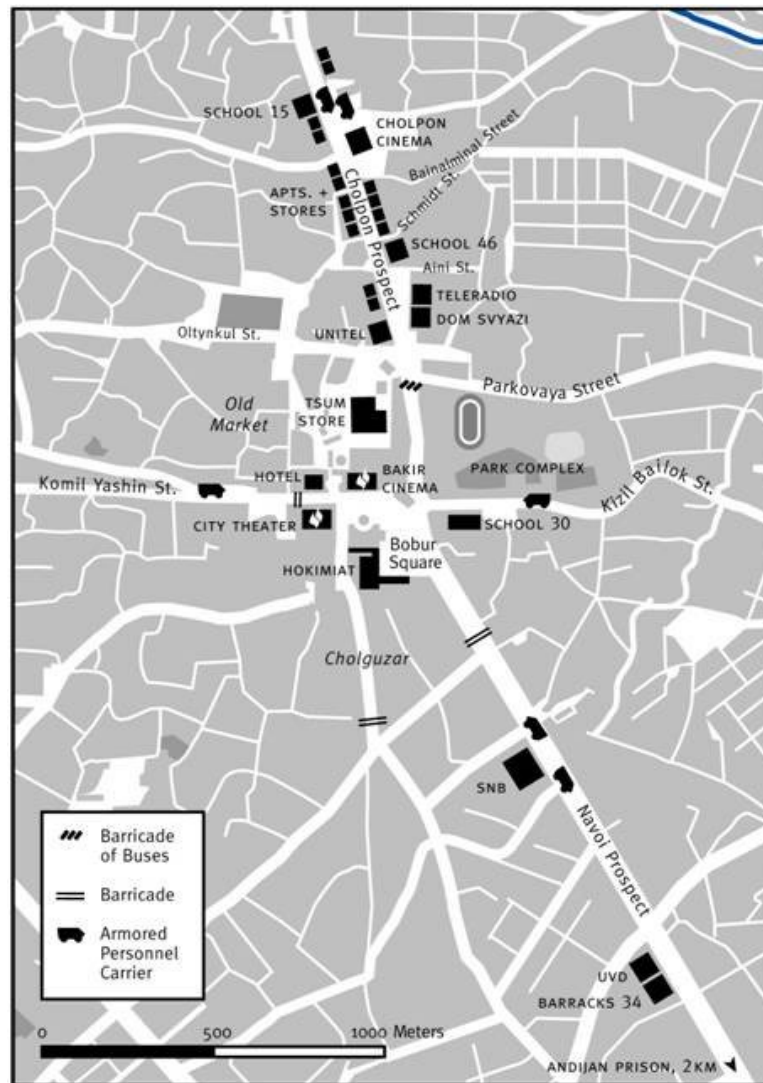 SCHOOL 15
CHOLPON
CINEMA
Bainalminal Street
Schmidt St.
APTS. +
STORES
Cholpon Prospect
SCHOOL 46
Aini St.
TELERADIO
DOM SVYAZI
UNITEL
Oltynkul St.
Parkovaya Street
Old
Market
TSUM
STORE
PARK COMPLEX
HOTEL
BAKIR
CINEMA
Komil Yashin St.
Kizil Bailok St.
CITY THEATER
SCHOOL 30
Bobur
Square
HOKIMIAT
Cholguzar
SNB
Navoi Prospect
Barricade
of Buses
Barricade
Armored
Personnel
Carrier
UVD
BARRACKS 34
0 500 1000 Meters
ANDIJAN PRISON, 2KM